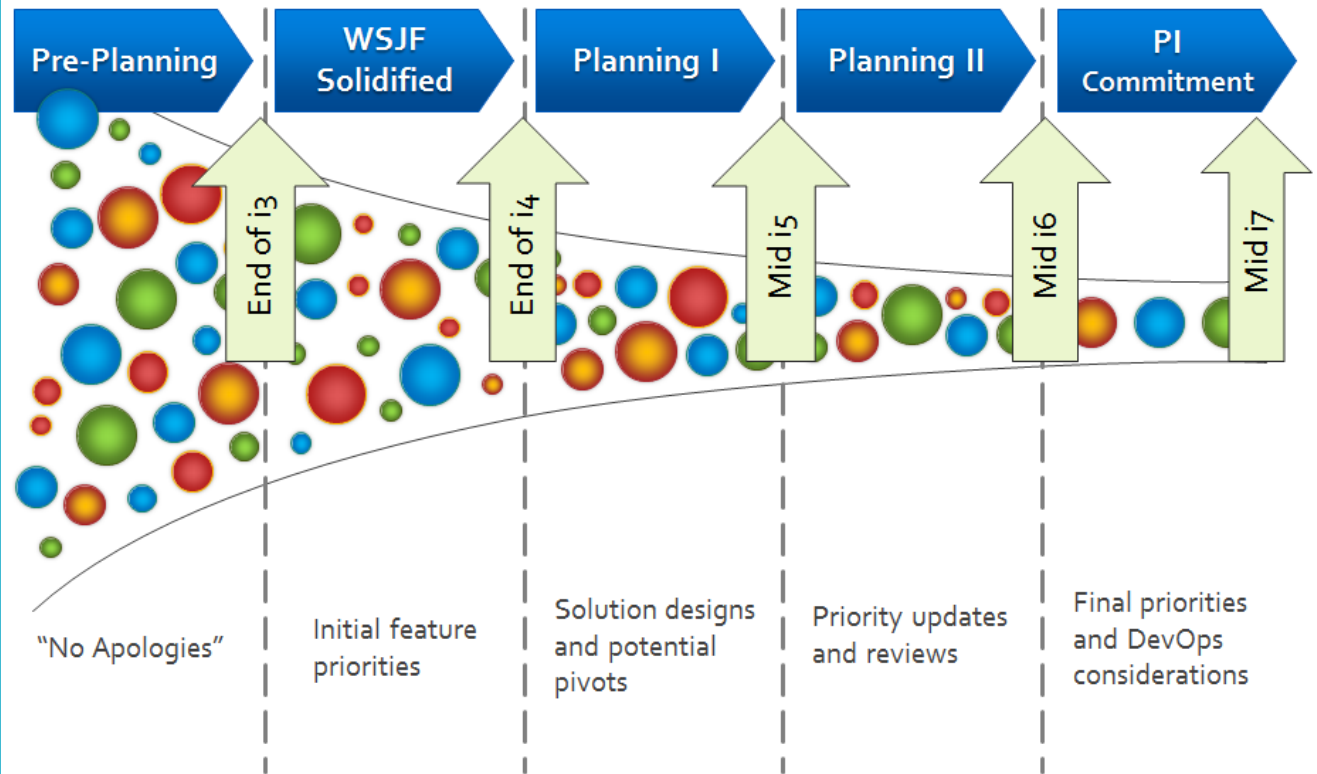 Pre-Planning
WSJF
Solidified
Planning I
Planning II
PI
Commitment
End of i3
End of i4
Mid i5
Mid i6
Mid i7
“No Apologies”
Initial feature
priorities
Solution designs
and potential
pivots
Priority updates
and reviews
Final priorities
and DevOps
considerations